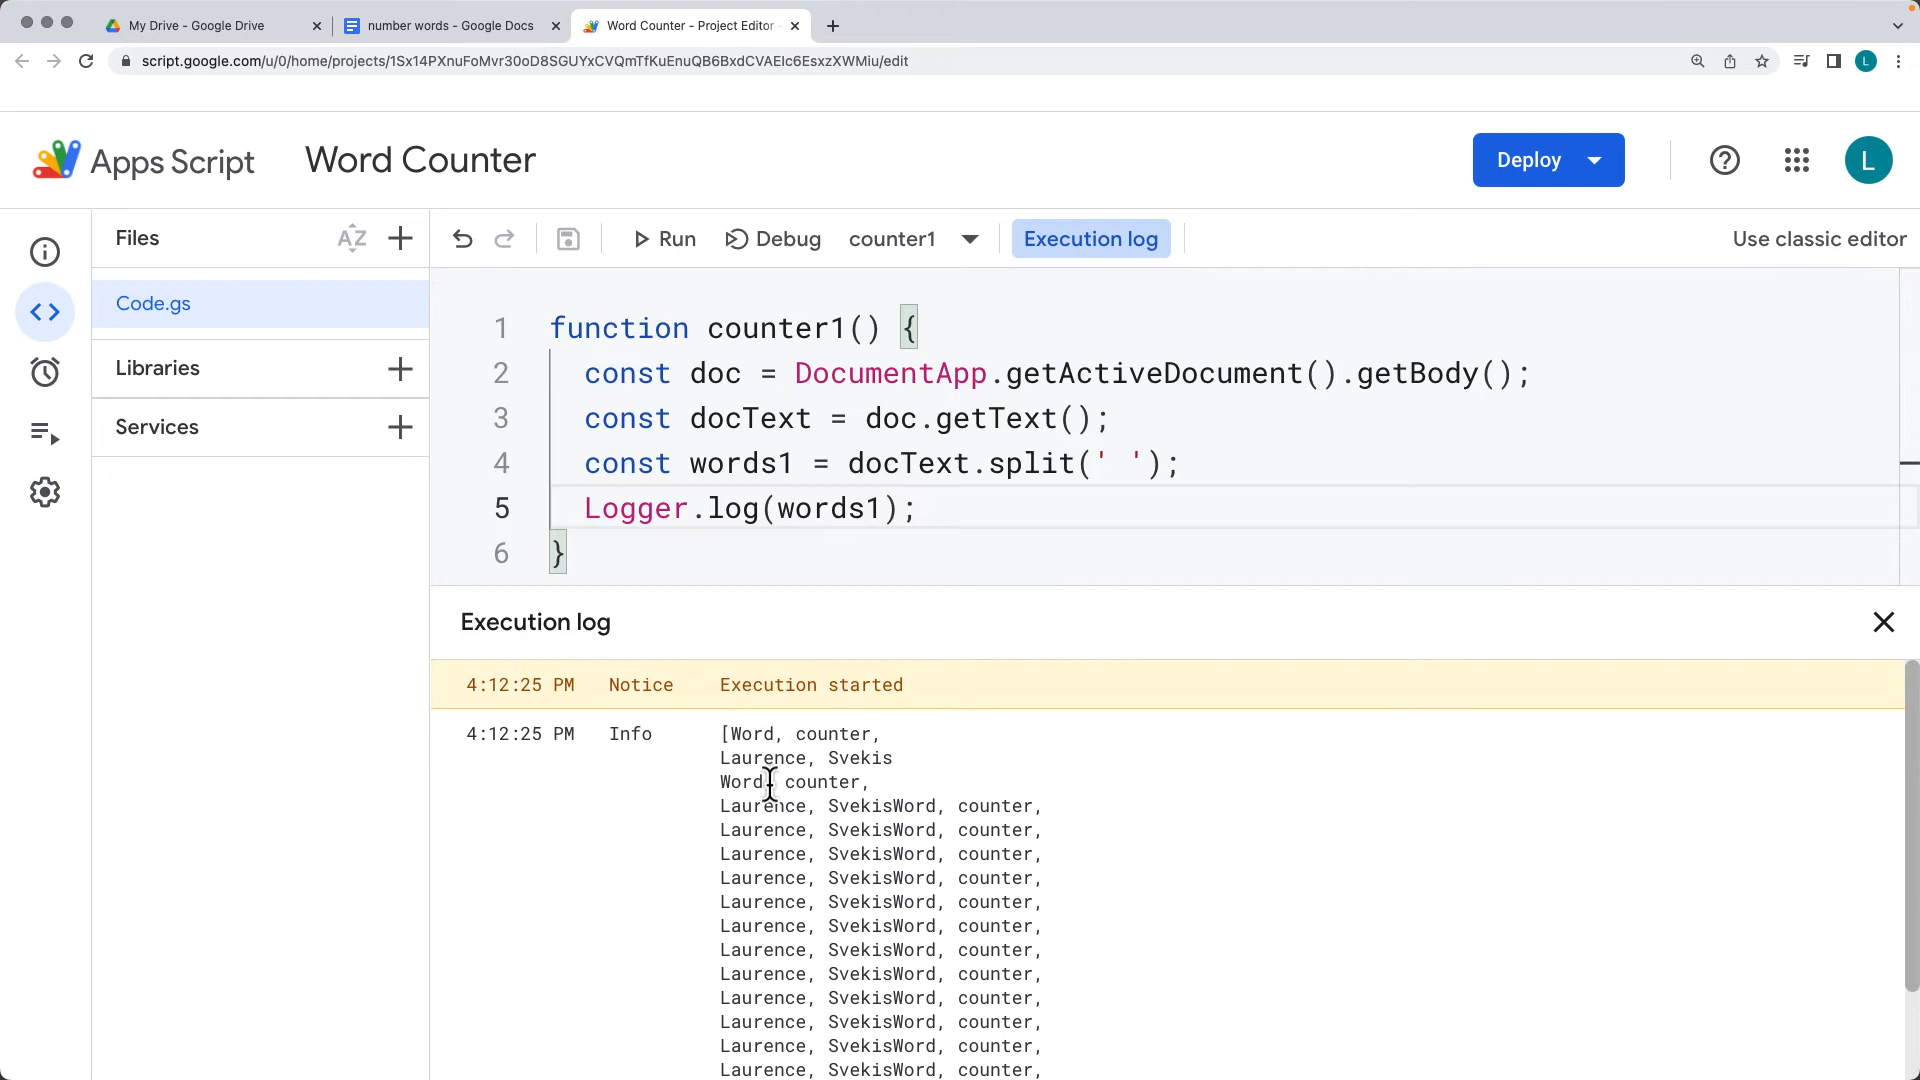 My Drive - Google Drive
number words - Google Docs
Word Counter - Project Editor -
script.google.com/u/0/home/projects/1Sx14PXnuFoMvr30oD8SGUYxCVQmTfKuEnuQB6BxdCVAEIc6EsxzXWMiu/edit
L
Apps Script
Word Counter
Deploy
L
Files
AZ
Run
Debug
counter1
Execution log
Use classic editor
Code.gs
Libraries
Services
1 function counter1() {
2 const doc = DocumentApp.getActiveDocument().getBody();
3 const docText = doc.getText();
4 const words1 = docText.split(' ');
5 Logger.log(words1);
6 }
Execution log
4:12:25 PM Notice Execution started
4:12:25 PM Info [Word, counter,
Laurence, Svekis
Word, counter,
Laurence, SvekisWord, counter,
Laurence, SvekisWord, counter,
Laurence, SvekisWord, counter,
Laurence, SvekisWord, counter,
Laurence, SvekisWord, counter,
Laurence, SvekisWord, counter,
Laurence, SvekisWord, counter,
Laurence, SvekisWord, counter,
Laurence, SvekisWord, counter,
Laurence, SvekisWord, counter,
Laurence, SvekisWord, counter,
Laurence, SvekisWord, counter,